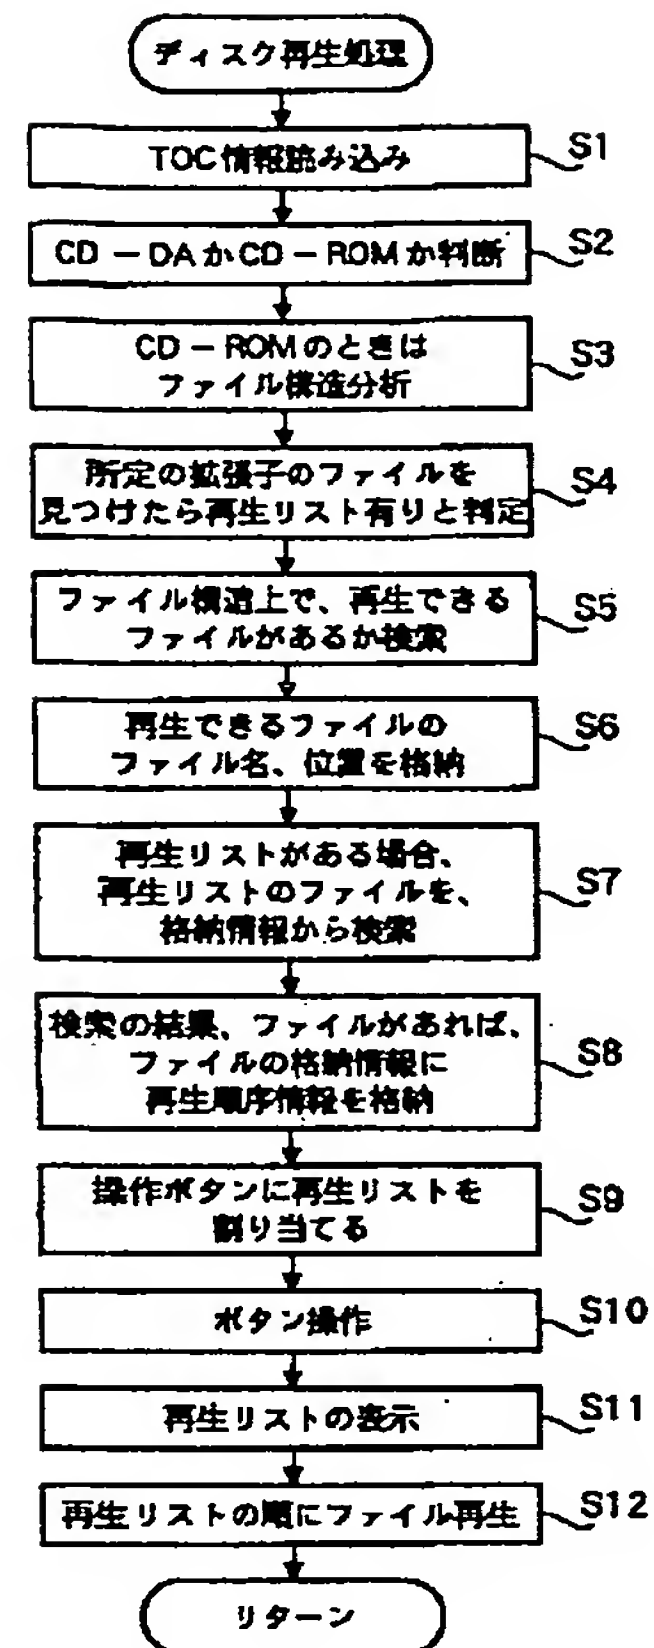 ディスク再生処理
TOC情報読み込み
S1
CD－DAかCD－ROMか判断
S2
CD－ROMのときは
ファイル構造分析
S3
所定の拡張子のファイルを
見つけたら再生リスト有りと判定
S4
ファイル構造上で、再生できる
ファイルがあるか検索
S5
再生できるファイルの
ファイル名、位置を格納
S6
再生リストがある場合、
再生リストのファイルを、
格納情報から検索
S7
検索の結果、ファイルがあれば、
ファイルの格納情報に
再生順序情報を格納
S8
操作ボタンに再生リストを
割り当てる
S9
ボタン操作
S10
再生リストの表示
S11
再生リストの順にファイル再生
S12
リターン